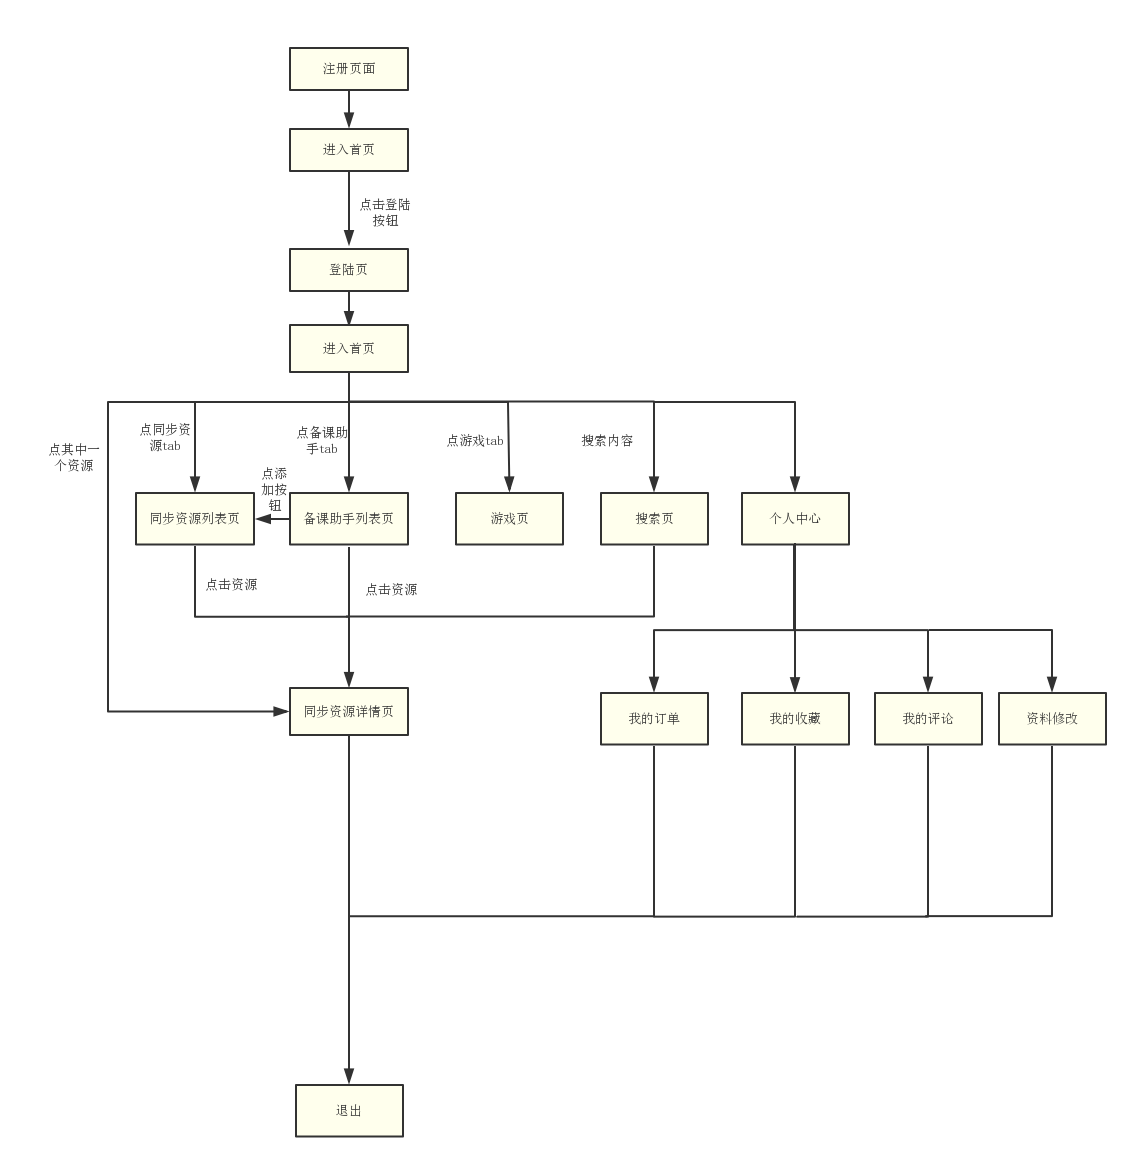 注册页面
进入首页
点击登陆
按钮
登陆页
进入首页
点其中一
个资源
点同步资
源tab
点备课助
手tab
点游戏tab
搜索内容
点添
加按
钮
同步资源列表页
备课助手列表页
游戏页
搜索页
个人中心
点击资源
点击资源
同步资源详情页
我的订单
我的收藏
我的评论
资料修改
退出